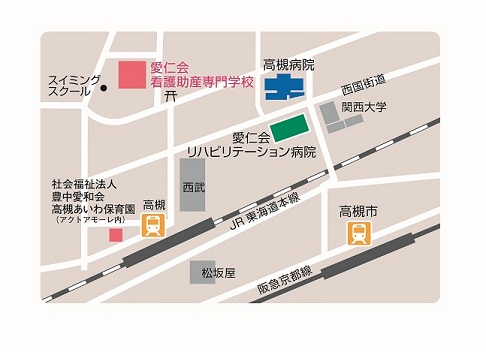 愛仁会
看護助産専門学校
スイミング
スクール
高槻病院
西国街道
関西大学
愛仁会
リハビリテーション病院
西武
社会福祉法人
豊中愛和会
高槻あいわ保育園
(アクトアモーレ内)
高槻
JR東海道本線
高槻市
松坂屋
阪急京都線